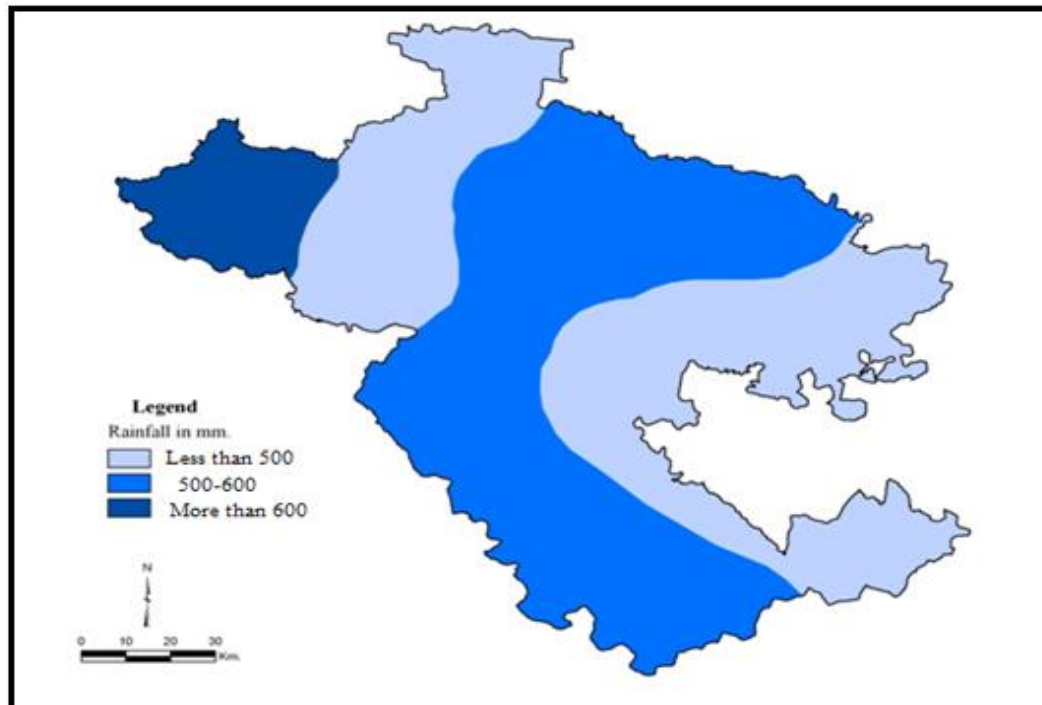 Legend
Rainfall in mm.
Less than 500
500-600
More than 600
N
0 10 20 30
Km.